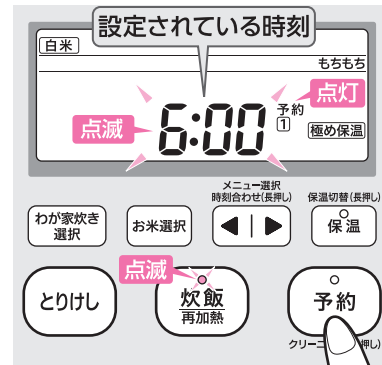 設定されている時刻
白米
もちもち
点灯
点滅
6:00
予約
1
極め保温
メニュー選択
時刻合わせ(長押し)
保温切替(長押し)
わが家炊き
選択
お米選択
保温
点滅
とりけし
炊飯
再加熱
予約
クリーニ
押し)